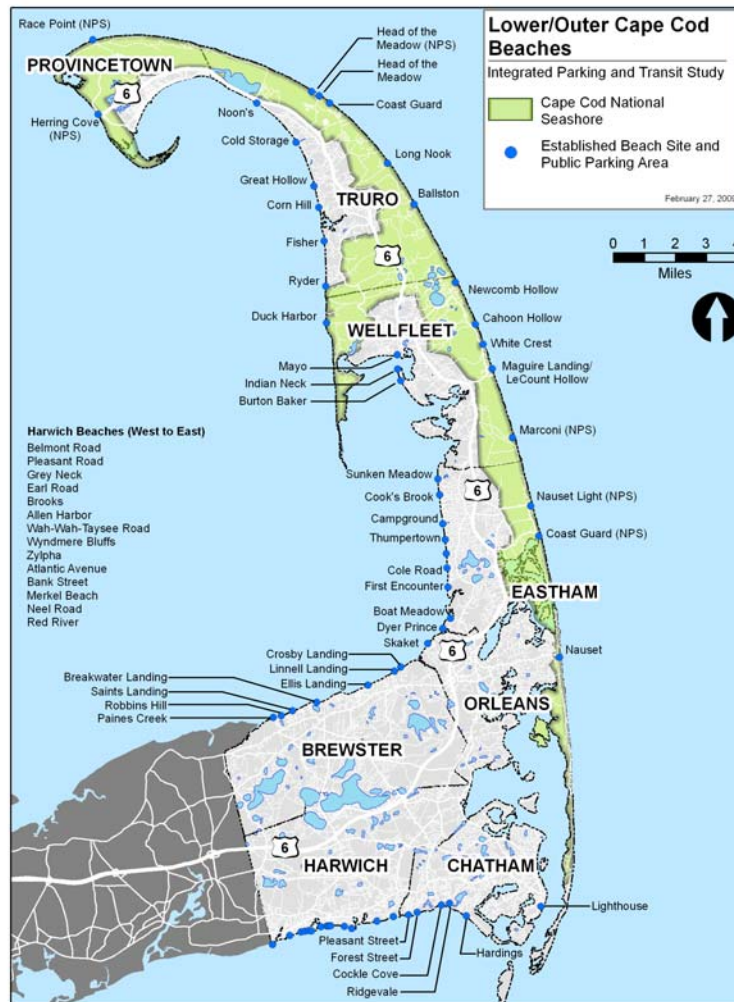 Lower/Outer Cape Cod
Beaches
Integrated Parking and Transit Study
Cape Cod National
Seashore
Established Beach Site and
Public Parking Area
February 27, 2009
0 1 2 3 4
Miles
Race Point (NPS)
PROVINCETOWN
6
Herring Cove
(NPS)
Head of the
Meadow (NPS)
Head of the
Meadow
Coast Guard
Noon's
Cold Storage
Long Nook
Great Hollow
TRURO
Ballston
Corn Hill
6
Fisher
Ryder
Newcomb Hollow
Duck Harbor
Cahoon Hollow
WELLFLEET
White Crest
Mayo
Maguire Landing/
LeCount Hollow
Indian Neck
Burton Baker
Marconi (NPS)
Harwich Beaches (West to East)
Belmont Road
Pleasant Road
Grey Neck
Earl Road
Brooks
Allen Harbor
Wah-Wah-Taysee Road
Wyndmere Bluffs
Zylpha
Atlantic Avenue
Bank Street
Merkel Beach
Neel Road
Red River
Sunken Meadow
6
Cook's Brook
Nauset Light (NPS)
Campground
Coast Guard (NPS)
Thumpertown
Cole Road
First Encounter
EASTHAM
Boat Meadow
Dyer Prince
Skaket
6
Nauset
Crosby Landing
Linnell Landing
Ellis Landing
Breakwater Landing
Saints Landing
Robbins Hill
Paines Creek
ORLEANS
BREWSTER
6
HARWICH
CHATHAM
Lighthouse
Pleasant Street
Forest Street
Hardings
Cockle Cove
Ridgevale